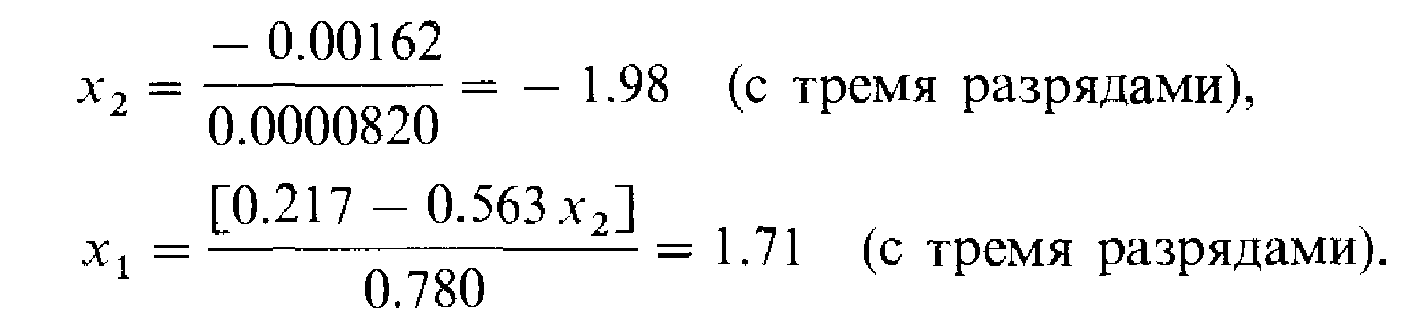 x₂ = − 0.00162 / 0.0000820 = − 1.98 (с тремя разрядами),
x₁ = [0.217 − 0.563 x₂] / 0.780 = 1.71 (с тремя разрядами).